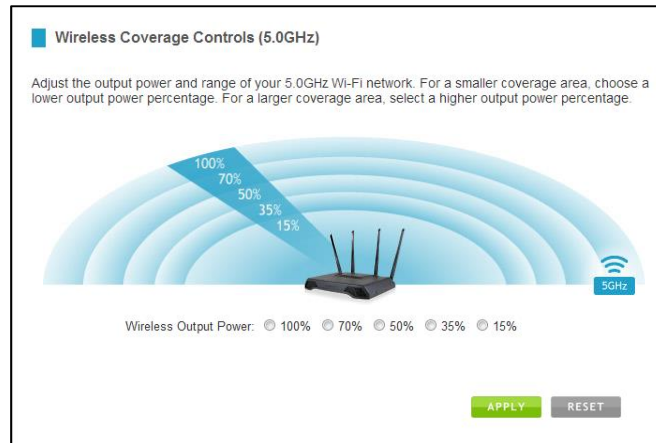 Wireless Coverage Controls (5.0GHz)
Adjust the output power and range of your 5.0GHz Wi-Fi network. For a smaller coverage area, choose a
lower output power percentage. For a larger coverage area, select a higher output power percentage.
100%
70%
50%
35%
15%
5GHz
Wireless Output Power: 100% 70% 50% 35% 15%
APPLY RESET